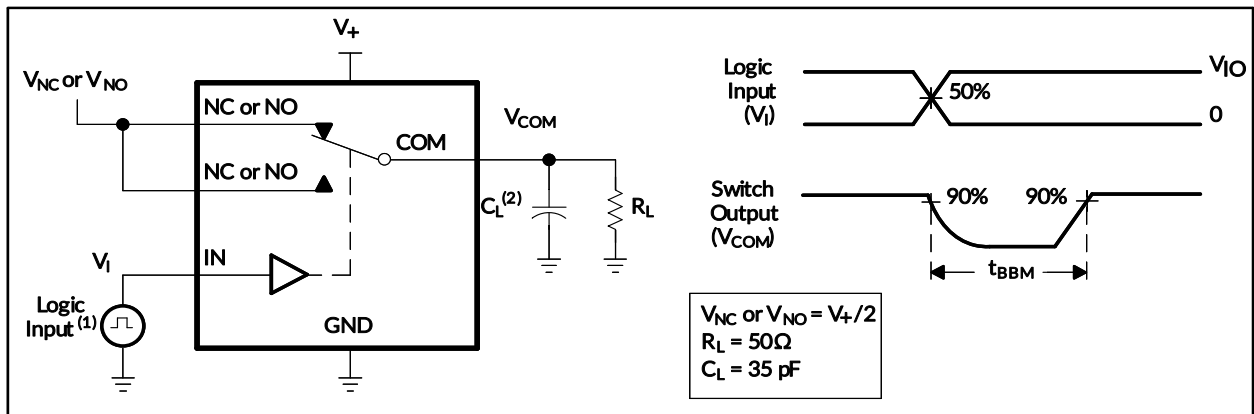 V+
VNC or VNO
NC or NO
VCOM
COM
NC or NO
CL(2)
RL
VI
IN
Logic
Input(1)
GND
Logic
Input
(VI)
50%
VIO
0
Switch
Output
(VCOM)
90%
90%
tBBM
VNC or VNO = V+/2
RL = 50Ω
CL = 35 pF